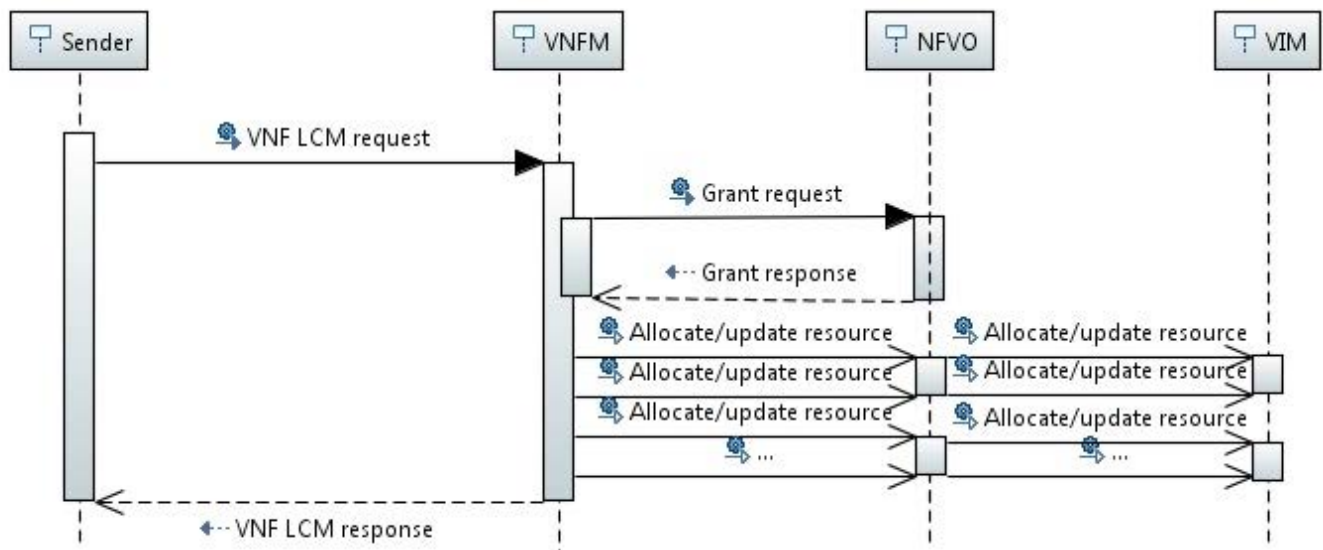 Sender
VNFM
NFVO
VIM
VNF LCM request
Grant request
Grant response
Allocate/update resource
Allocate/update resource
Allocate/update resource
Allocate/update resource
Allocate/update resource
Allocate/update resource
...
...
VNF LCM response